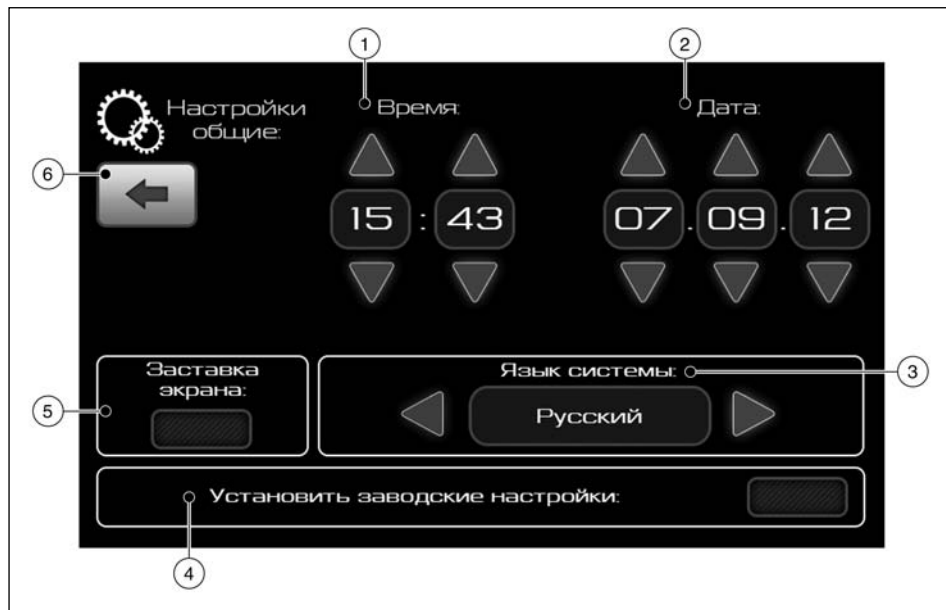 1
2
Настройки
общие:
Время:
Дата:
6
15 : 43
07.09.12
Заставка
экрана:
Язык системы:
3
5
Русский
Установить заводские настройки:
4